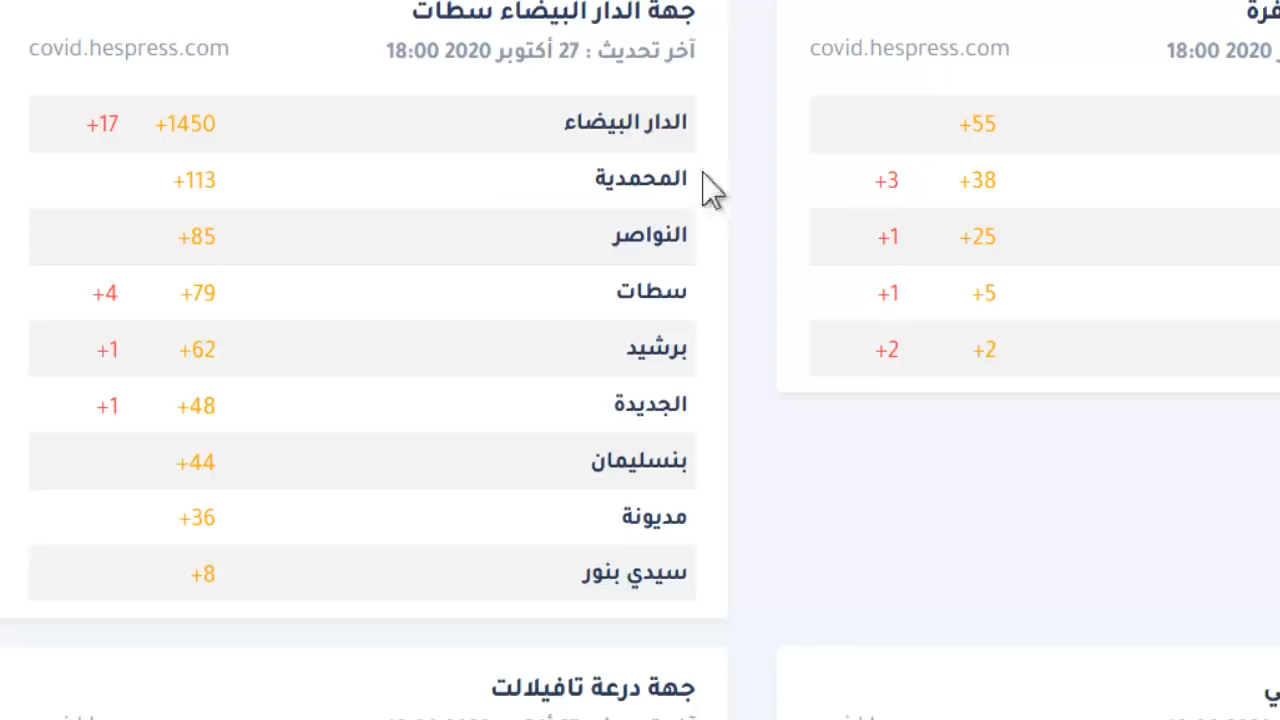 جهة الدار البيضاء سطات
آخر تحديث : 27 أكتوبر 2020 18:00 covid.hespress.com
الدار البيضاء +1450 +17
المحمدية +113
النواصر +85
سطات +79 +4
برشيد +62 +1
الجديدة +48 +1
بنسليمان +44
مديونة +36
سيدي بنور +8
2020 18:00 covid.hespress.com
+55
+38 +3
+25 +1
+5 +1
+2 +2
جهة درعة تافيلالت